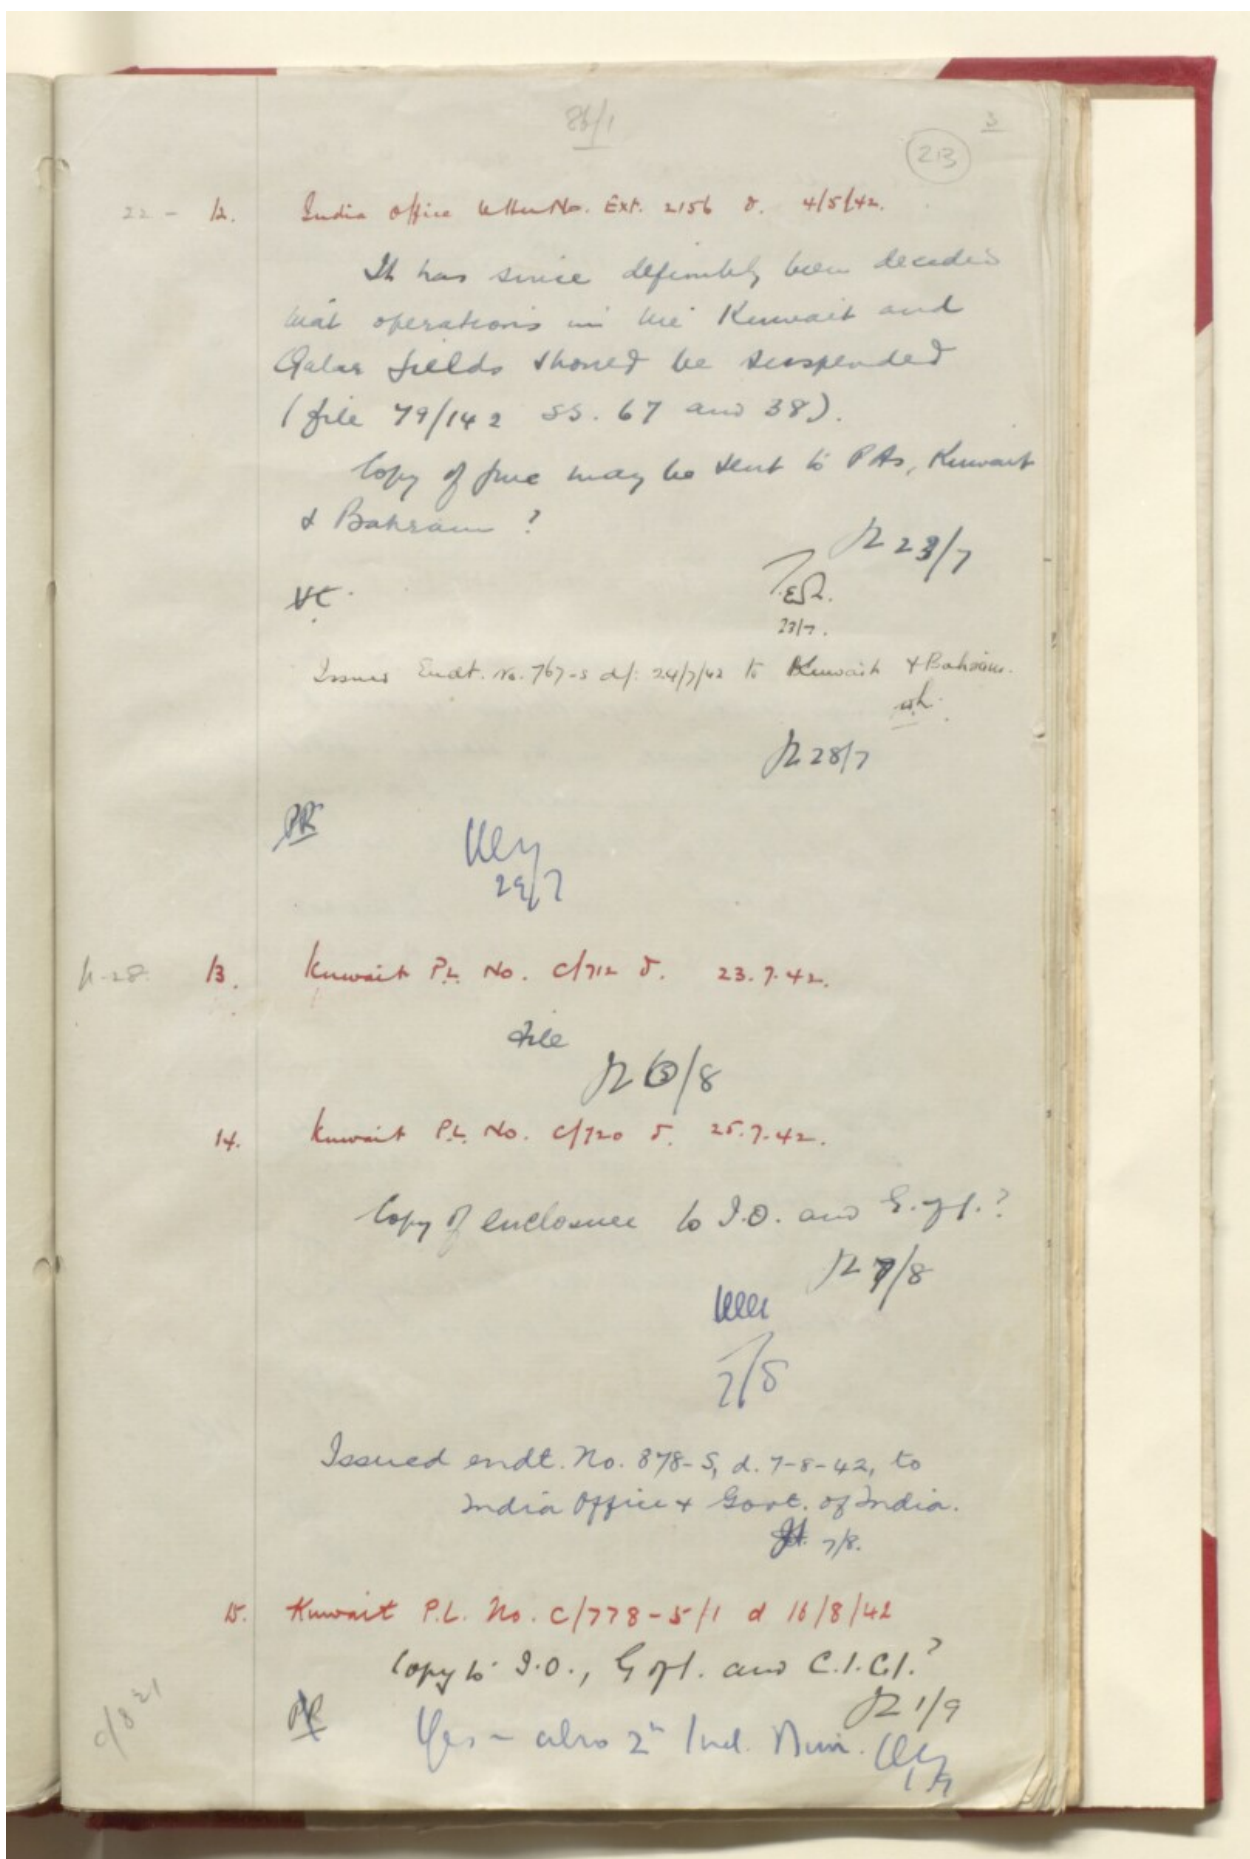 86/1
3
213
22 - 12. India Office Letter No. Ext. 2156 d. 4/5/42.
It has since definitely been decided
that operations in the Kuwait and
Qatar fields should be suspended
(file 79/142 SS. 67 and 38).
Copy of may be sent to PAs, Kuwait
& Bahrain ?
23/7
23/7.
Issued Endt. No. 767-S d/: 24/7/42 to Kuwait & Bahrain.
28/7
PR
29/7
13. Kuwait P.L. No. C/712 d. 23.7.42.
File
/8
14. Kuwait P.L. No. C/720 d. 25.7.42.
Copy of enclosure to I.O. and G. of I.?
7/8
7/8
Issued endt. No. 878-S, d. 7-8-42, to
India Office & Govt. of India.
7/8.
15. Kuwait P.L. No. C/778-5/1 d 16/8/42
Copy to I.O., G of I. and C.I.C.I.?
1/9
PR
Yes - also
1/9